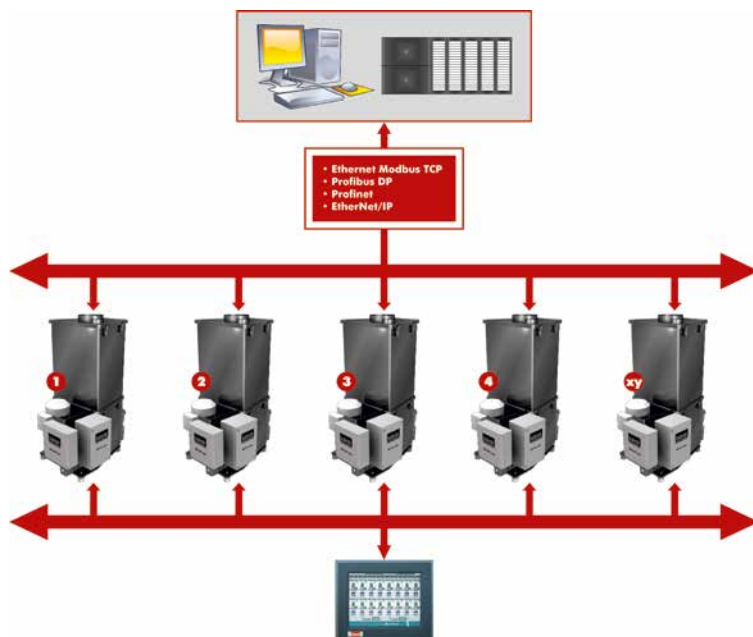 • Ethernet Modbus TCP
• Profibus DP
• Profinet
• EtherNet/IP
1
2
3
4
xy